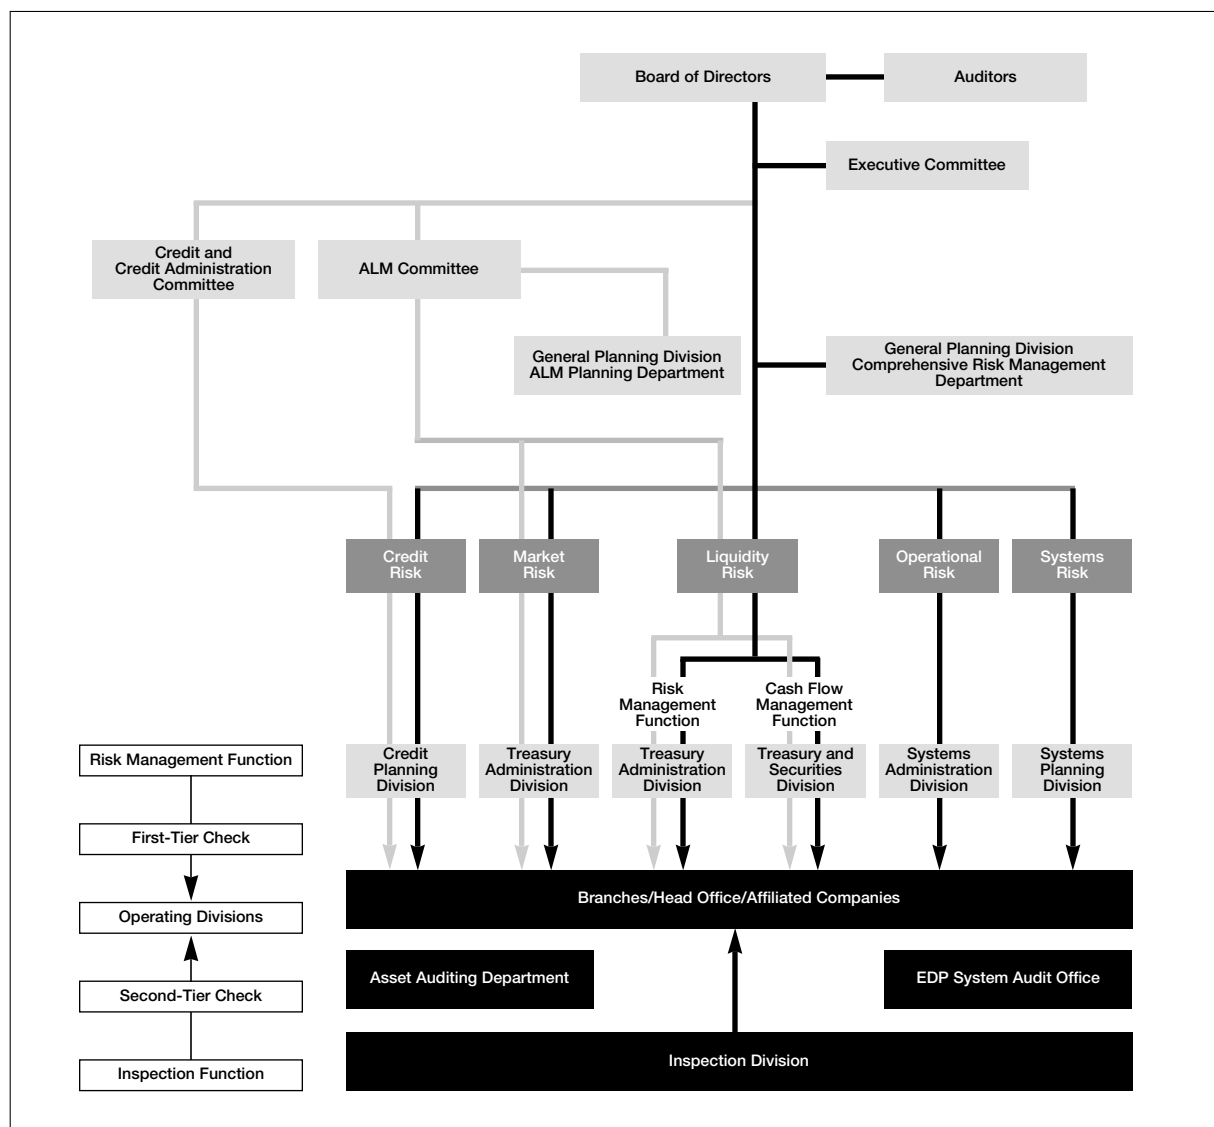 Board of Directors
Auditors
Executive Committee
Credit and
Credit Administration
Committee
ALM Committee
General Planning Division
ALM Planning Department
General Planning Division
Comprehensive Risk Management
Department
Credit
Risk
Market
Risk
Liquidity
Risk
Operational
Risk
Systems
Risk
Risk
Management
Function
Cash Flow
Management
Function
Credit
Planning
Division
Treasury
Administration
Division
Treasury
Administration
Division
Treasury and
Securities
Division
Systems
Administration
Division
Systems
Planning
Division
Risk Management Function
First-Tier Check
Operating Divisions
Second-Tier Check
Inspection Function
Branches/Head Office/Affiliated Companies
Asset Auditing Department
EDP System Audit Office
Inspection Division